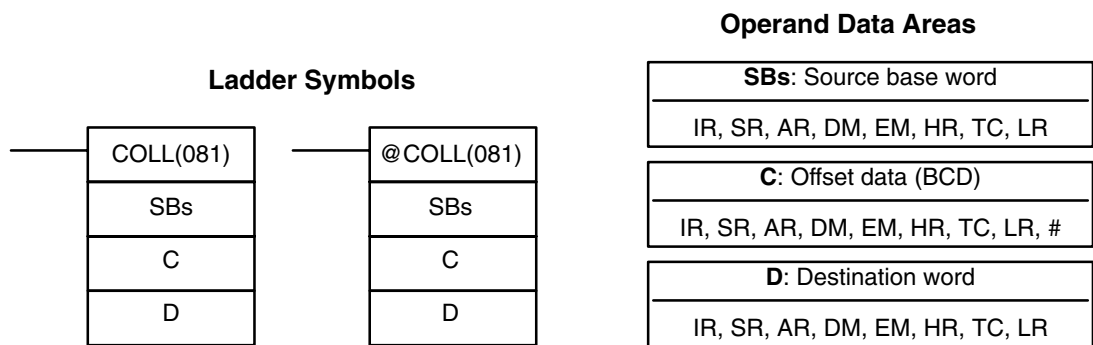 Operand Data Areas
Ladder Symbols
SBs: Source base word
IR, SR, AR, DM, EM, HR, TC, LR
COLL(081)
SBs
C
D
@COLL(081)
SBs
C
D
C: Offset data (BCD)
IR, SR, AR, DM, EM, HR, TC, LR, #
D: Destination word
IR, SR, AR, DM, EM, HR, TC, LR